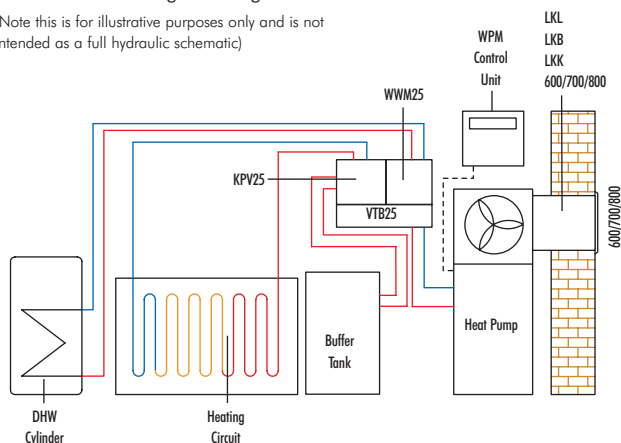 Note this is for illustrative purposes only and is not
ntended as a full hydraulic schematic)
LKL
LKB
LKK
600/700/800
WPM
Control
Unit
WWM25
KPV25
VTB25
600/700/800
Heat Pump
Buffer
Tank
DHW
Cylinder
Heating
Circuit